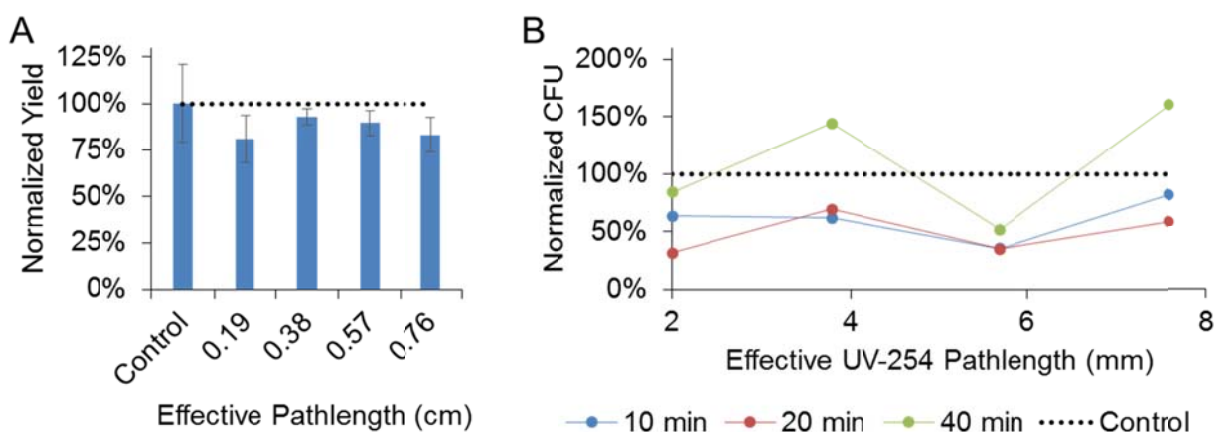 A
Normalized Yield
125%
100%
75%
50%
25%
0%
Control
0.19
0.38
0.57
0.76
Effective Pathlength (cm)
B
Normalized CFU
200%
150%
100%
50%
0%
2
4
6
8
Effective UV-254 Pathlength (mm)
10 min 20 min 40 min Control